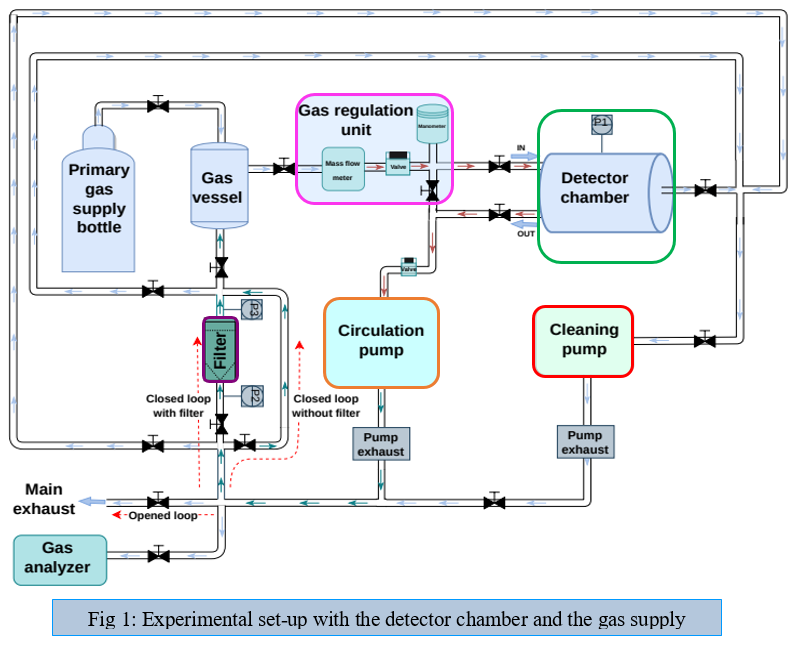 Gas regulation
unit
Manometer
P1
Primary
gas
supply
bottle
Gas
vessel
Mass flow
meter
Valve
IN
Detector
chamber
OUT
Valve
P3
Filter
Circulation
pump
Cleaning
pump
P2
Closed loop
with filter
Closed loop
without filter
Pump
exhaust
Pump
exhaust
Main
exhaust
Opened loop
Gas
analyzer
Fig 1: Experimental set-up with the detector chamber and the gas supply